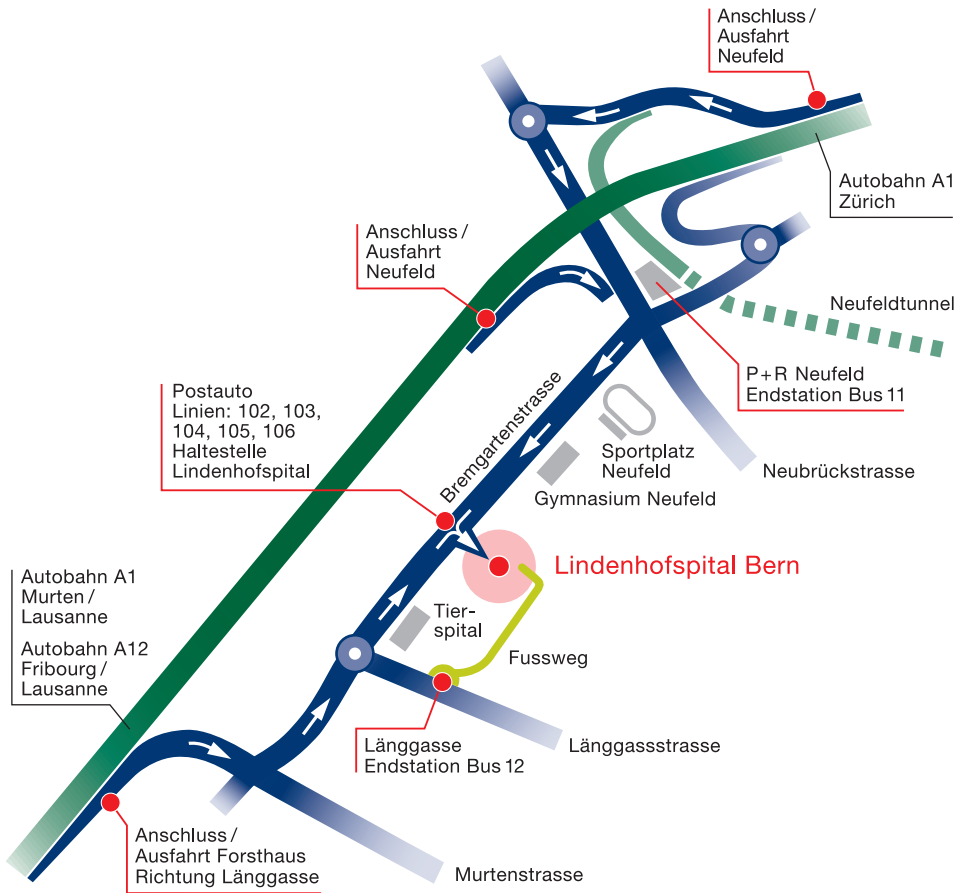 Anschluss /
Ausfahrt
Neufeld
Autobahn A1
Zürich
Anschluss /
Ausfahrt
Neufeld
Neufeldtunnel
P+R Neufeld
Endstation Bus 11
Postauto
Linien: 102, 103,
104, 105, 106
Haltestelle
Lindenhofspital
Bremgartenstrasse
Sportplatz
Neufeld
Neubrückstrasse
Gymnasium Neufeld
Lindenhofspital Bern
Autobahn A1
Murten /
Lausanne
Autobahn A12
Fribourg /
Lausanne
Tier-
spital
Fussweg
Länggasse
Endstation Bus 12
Länggassstrasse
Anschluss /
Ausfahrt Forsthaus
Richtung Länggasse
Murtenstrasse